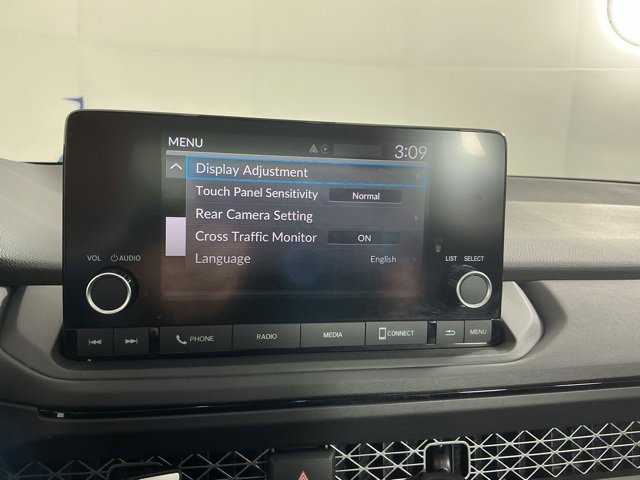 MENU
3:09
Display Adjustment
Touch Panel Sensitivity Normal
Rear Camera Setting
Cross Traffic Monitor ON
Language English
VOL AUDIO
LIST SELECT
PHONE RADIO MEDIA CONNECT MENU